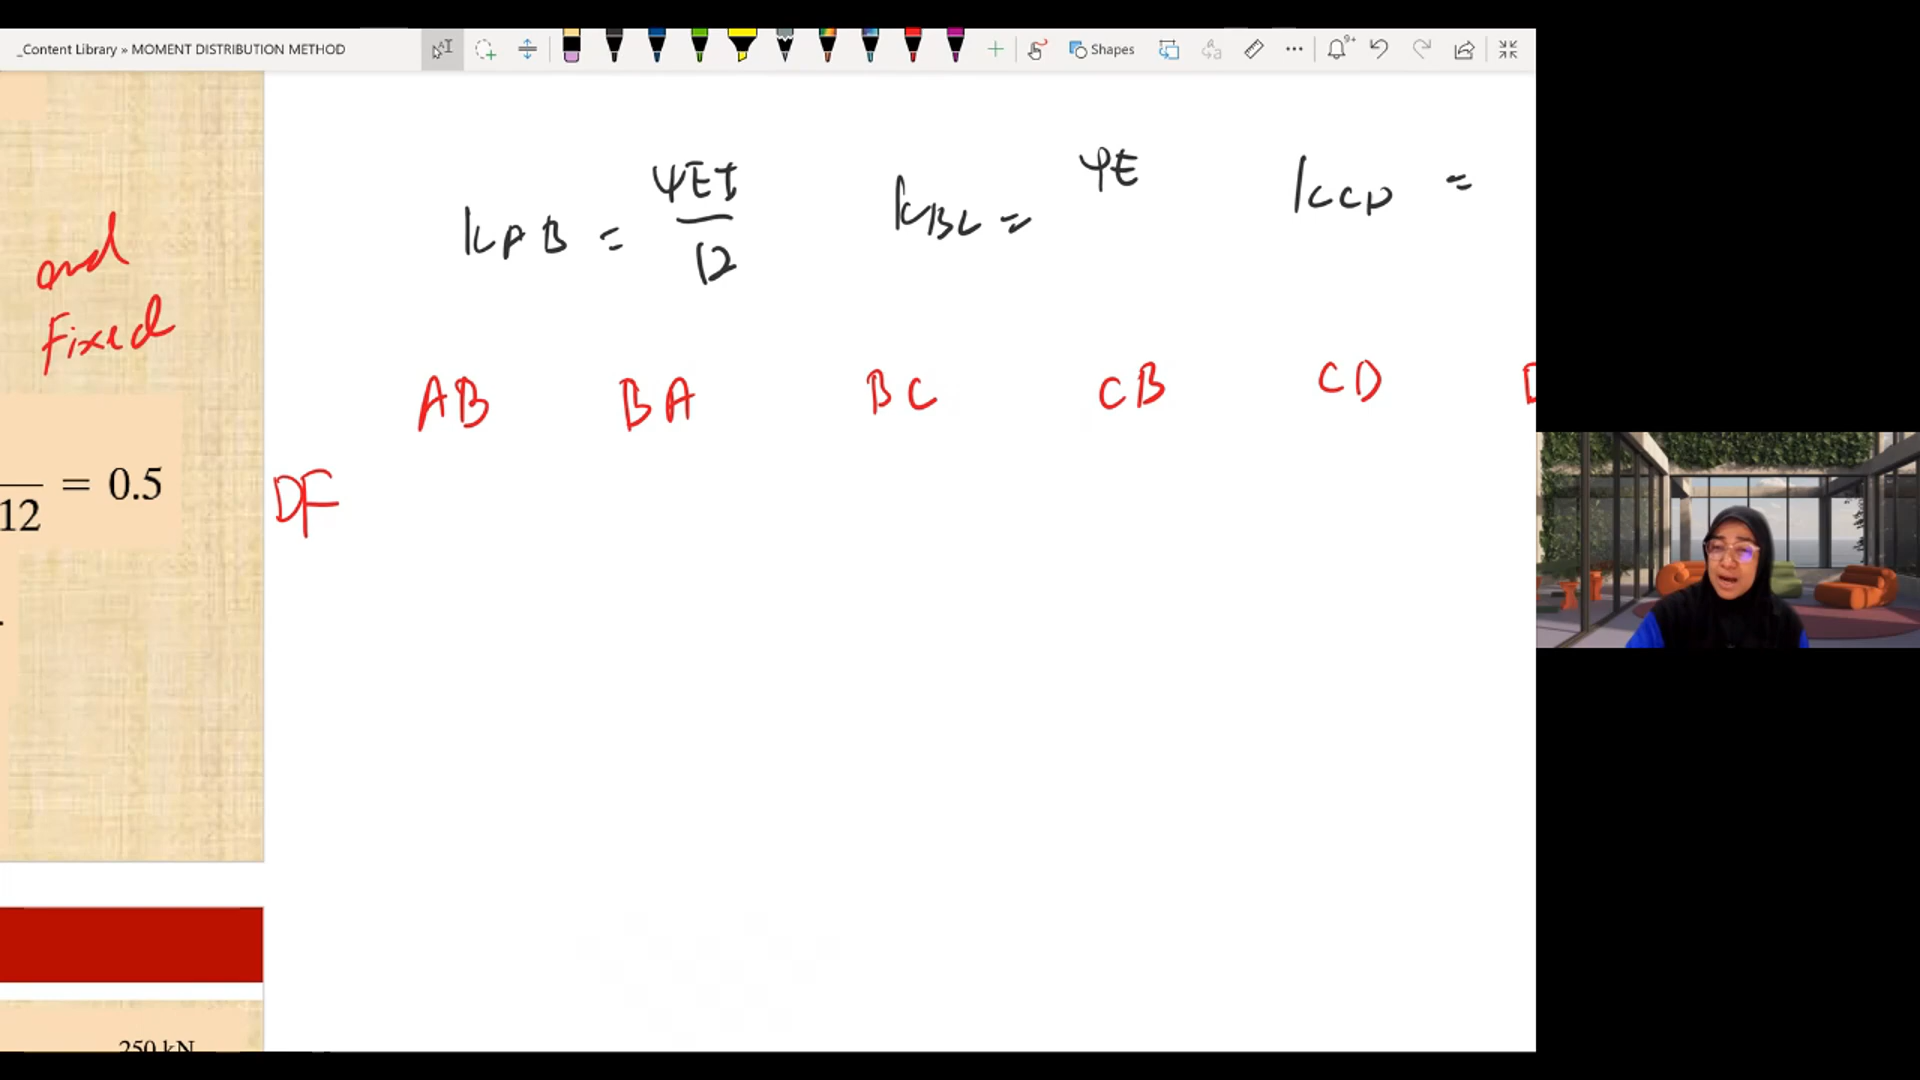 _Content Library » MOMENT DISTRIBUTION METHOD
Shapes
9+
and
Fixed
12 = 0.5
250 kN
KAB = 4EI
12
KBC = 4E
KCD =
AB BA BC CB CD D
DF